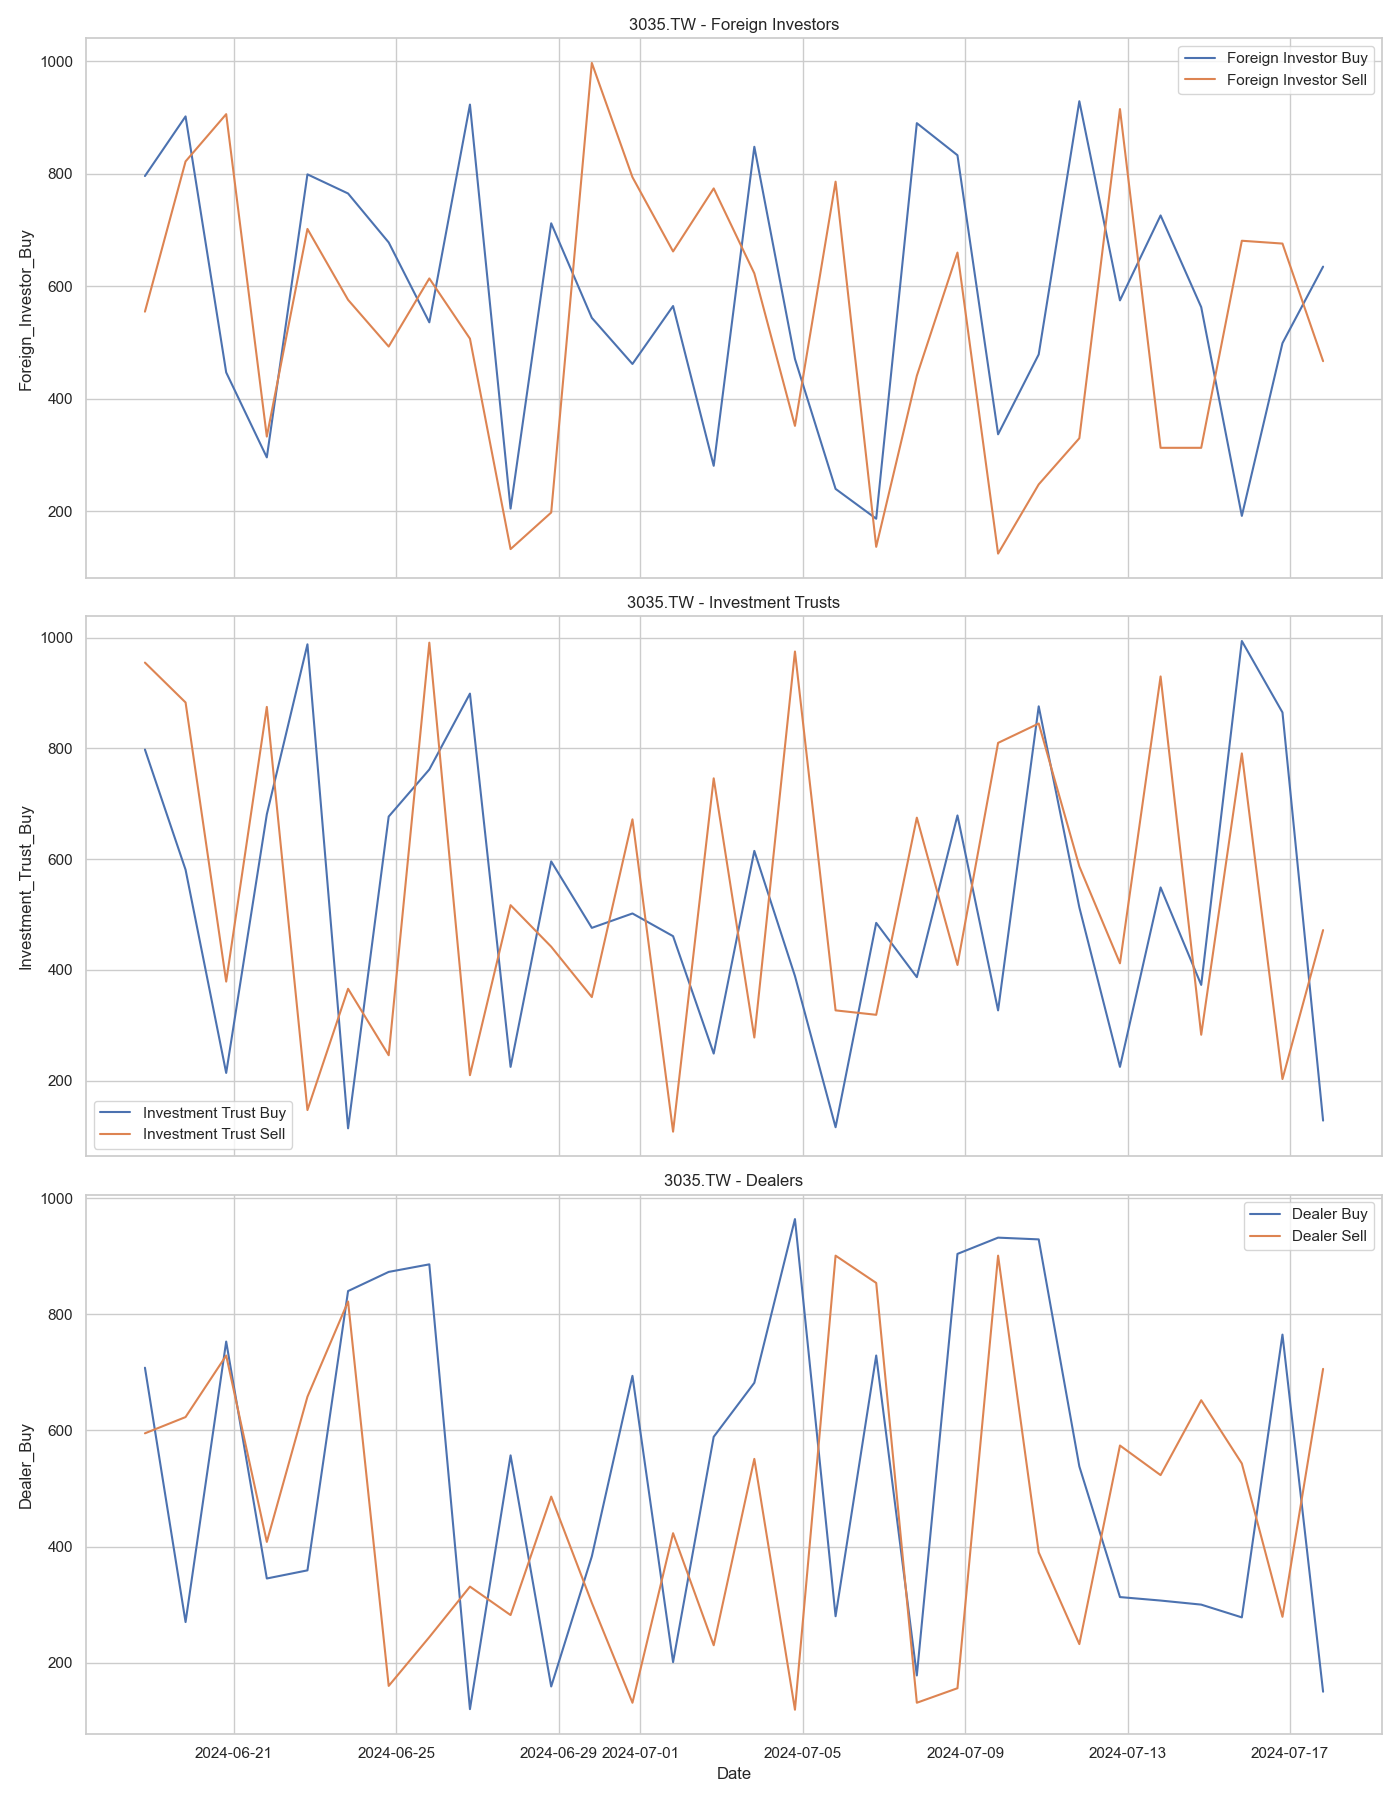 3035.TW - Foreign Investors
Foreign_Investor_Buy
1000
800
600
400
200
Foreign Investor Buy
Foreign Investor Sell
3035.TW - Investment Trusts
Investment_Trust_Buy
1000
800
600
400
200
Investment Trust Buy
Investment Trust Sell
3035.TW - Dealers
Dealer_Buy
1000
800
600
400
200
Dealer Buy
Dealer Sell
2024-06-21 2024-06-25 2024-06-29 2024-07-01 2024-07-05 2024-07-09 2024-07-13 2024-07-17
Date